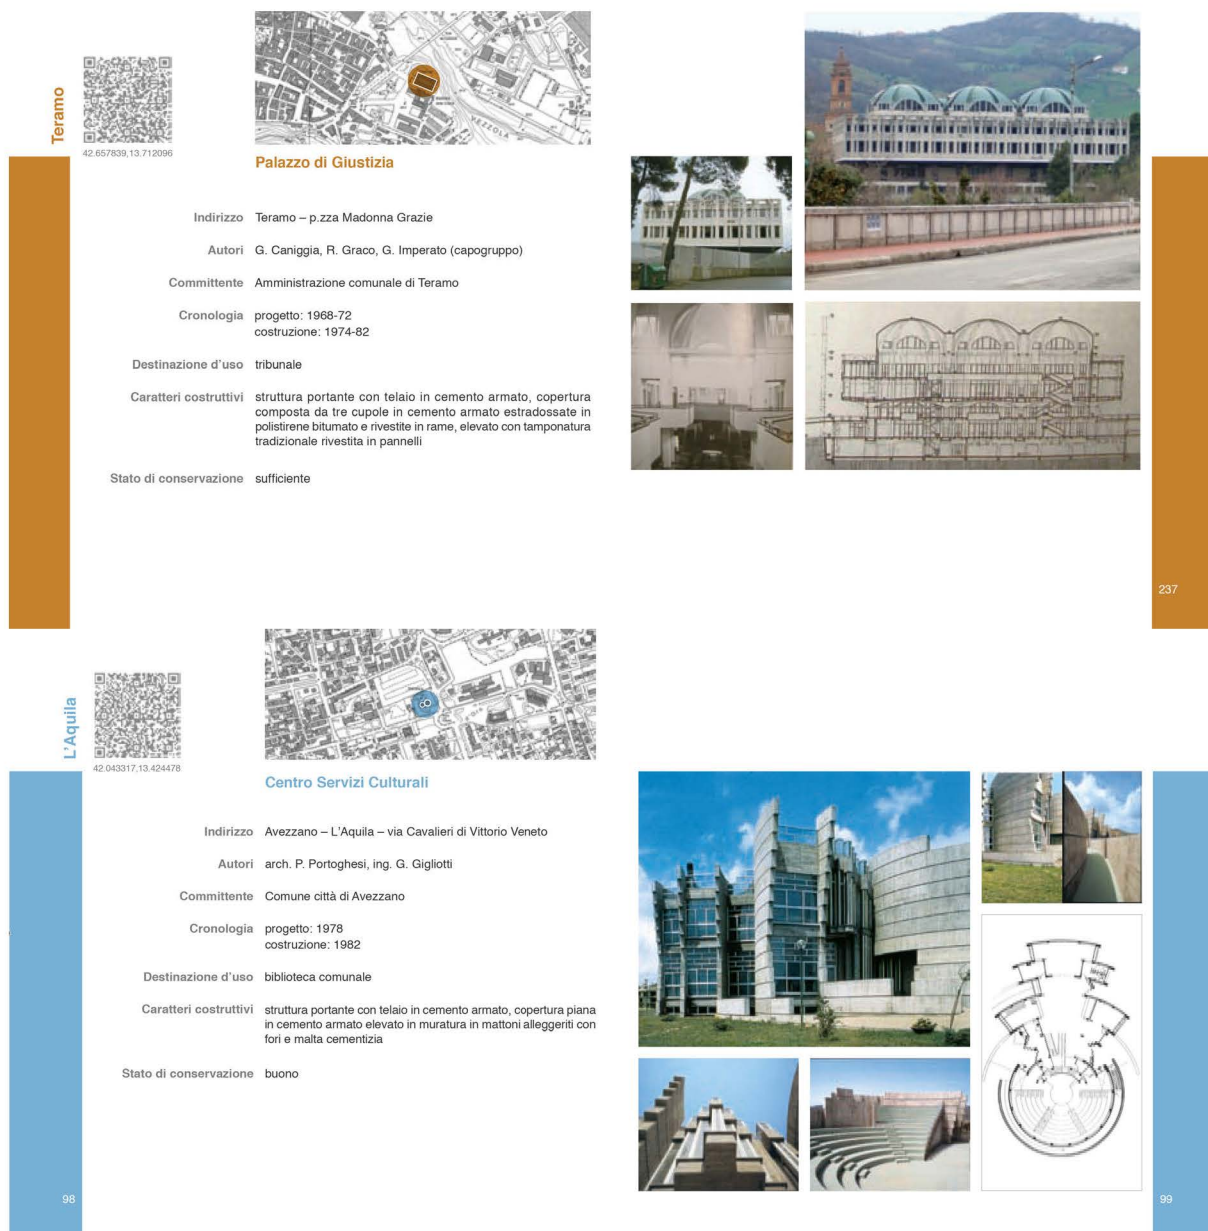 Teramo
42.657839,13.712096
VEZZOLA
Palazzo di Giustizia
Indirizzo Teramo – p.zza Madonna Grazie
Autori G. Caniggia, R. Graco, G. Imperato (capogruppo)
Committente Amministrazione comunale di Teramo
Cronologia progetto: 1968-72
costruzione: 1974-82
Destinazione d'uso tribunale
Caratteri costruttivi struttura portante con telaio in cemento armato, copertura
composta da tre cupole in cemento armato estradossate in
polistirene bitumato e rivestite in rame, elevato con tamponatura
tradizionale rivestita in pannelli
Stato di conservazione sufficiente
237
L'Aquila
42.043317,13.424478
Centro Servizi Culturali
Indirizzo Avezzano – L'Aquila – via Cavalieri di Vittorio Veneto
Autori arch. P. Portoghesi, ing. G. Gigliotti
Committente Comune città di Avezzano
Cronologia progetto: 1978
costruzione: 1982
Destinazione d'uso biblioteca comunale
Caratteri costruttivi struttura portante con telaio in cemento armato, copertura piana
in cemento armato elevato in muratura in mattoni alleggeriti con
fori e malta cementizia
Stato di conservazione buono
98
99